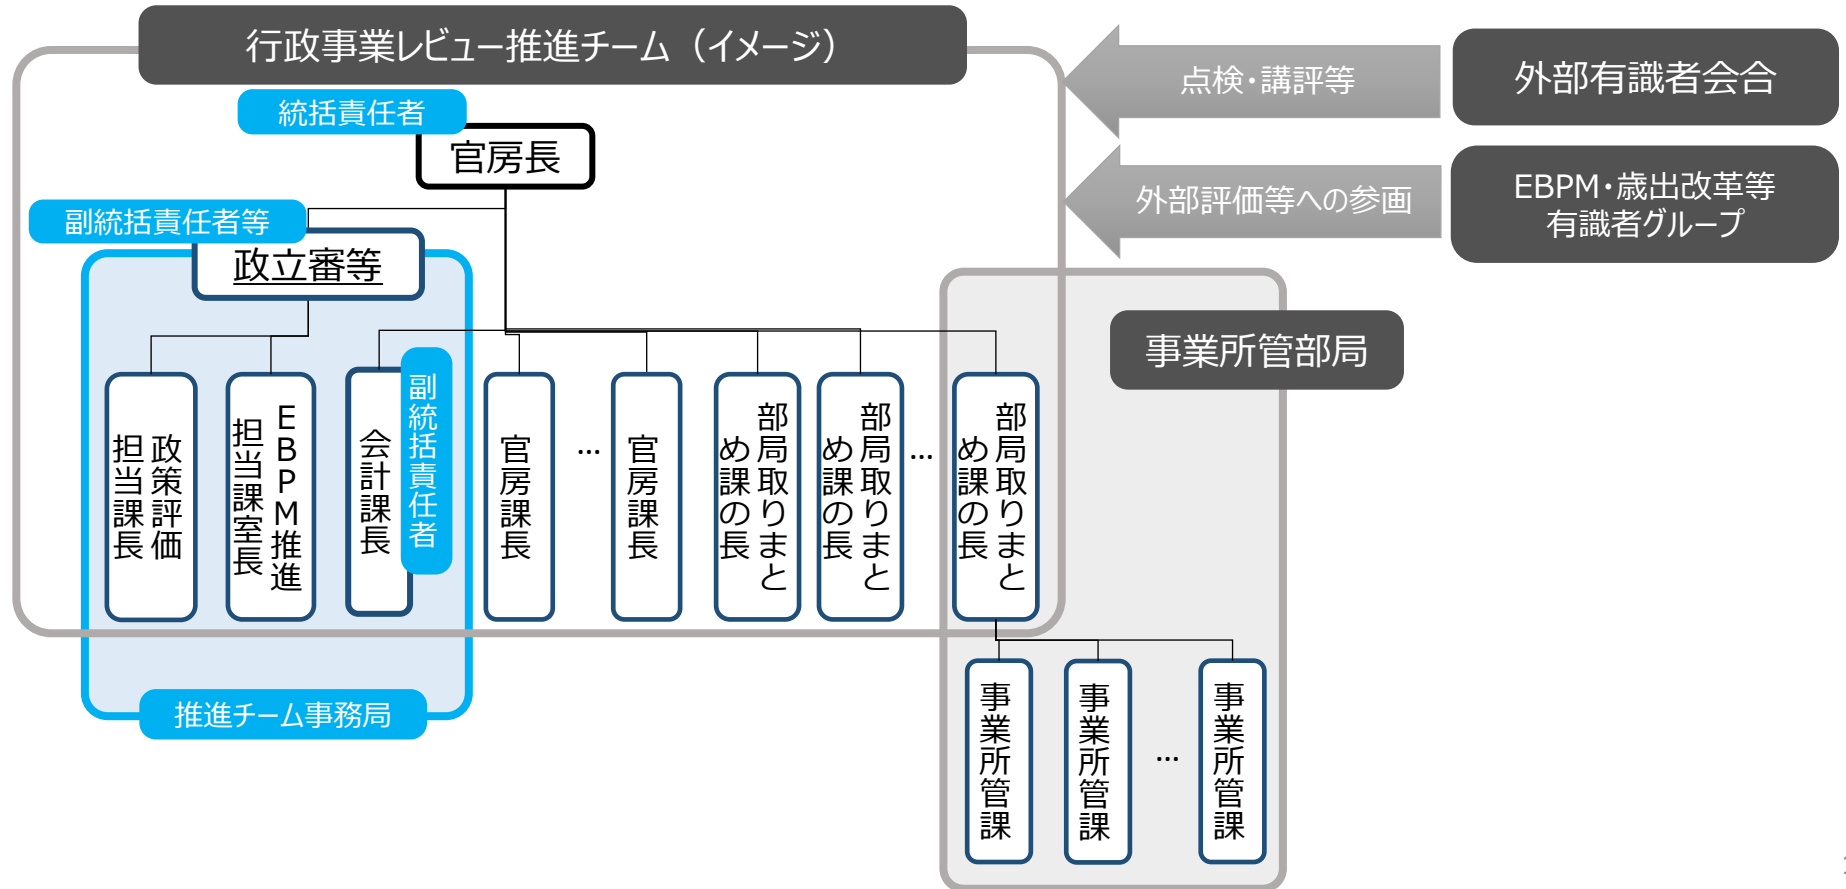 行政事業レビュー推進チーム（イメージ）
点検・講評等
外部有識者会合
統括責任者
官房長
外部評価等への参画
EBPM・歳出改革等
有識者グループ
副統括責任者等
政立審等
事業所管部局
政策評価
担当課長
EBPM推進
担当課室長
会計課長
副統括責任者
官房課長
…
官房課長
部局取りまと
め課の長
部局取りまと
め課の長
…
部局取りまと
め課の長
推進チーム事務局
事業所管課
事業所管課
…
事業所管課